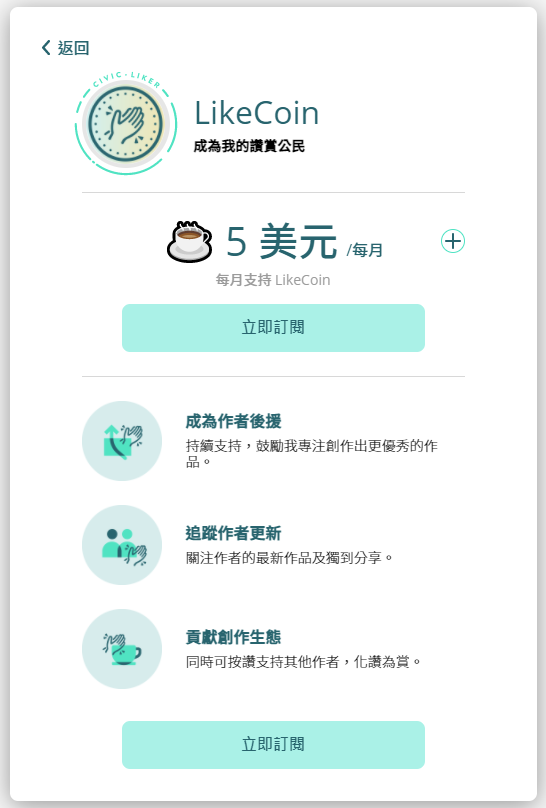 返回
CIVIC-LIKER
LikeCoin
成為我的讚賞公民
5 美元 /每月
每月支持 LikeCoin
立即訂閱
成為作者後援
持續支持，鼓勵我專注創作出更優秀的作
品。
追蹤作者更新
關注作者的最新作品及獨到分享。
貢獻創作生態
同時可按讚支持其他作者，化讚為賞。
立即訂閱